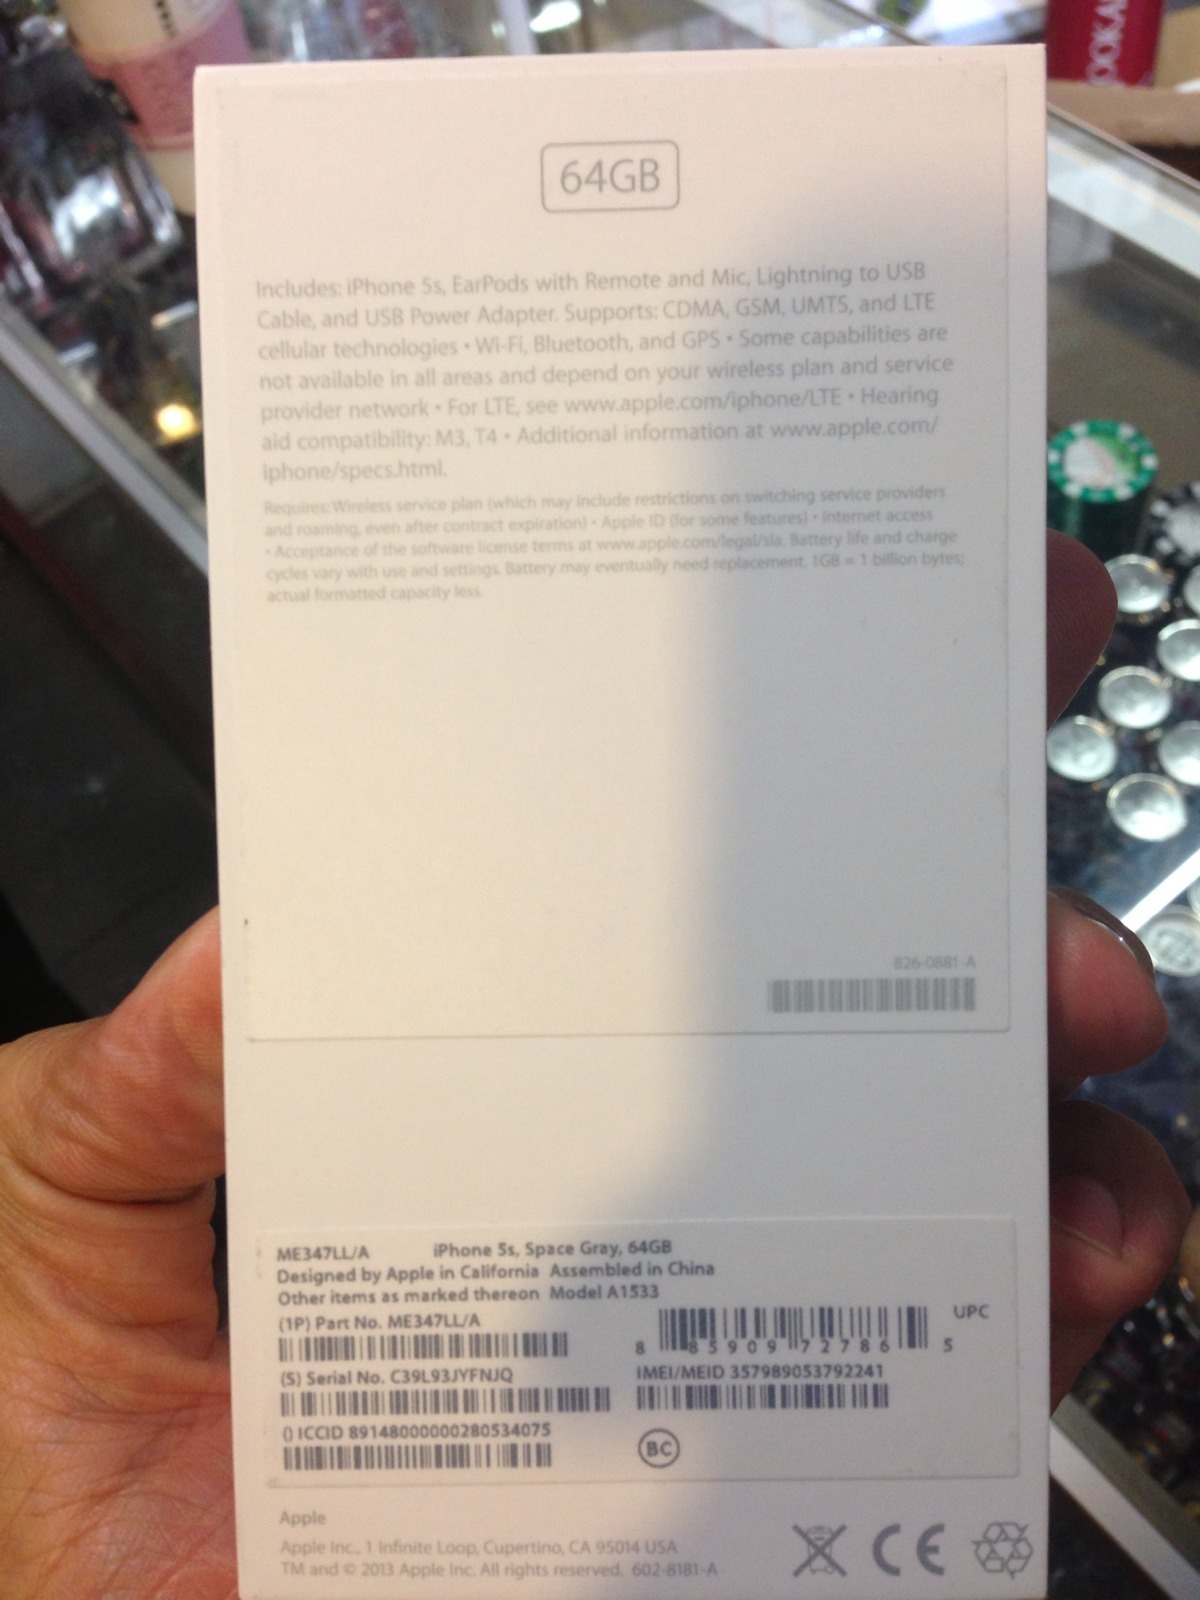 OOKA
64GB
Includes: iPhone 5s, EarPods with Remote and Mic, Lightning to USB
Cable, and USB Power Adapter. Supports: CDMA, GSM, UMTS, and LTE
cellular technologies • Wi-Fi, Bluetooth, and GPS • Some capabilities are
not available in all areas and depend on your wireless plan and service
provider network • For LTE, see www.apple.com/iphone/LTE • Hearing
aid compatibility: M3, T4 • Additional information at www.apple.com/
iphone/specs.html.
Requires: Wireless service plan (which may include restrictions on switching service providers
and roaming, even after contract expiration) • Apple ID (for some features) • Internet access
• Acceptance of the software license terms at www.apple.com/legal/sla. Battery life and charge
cycles vary with use and settings. Battery may eventually need replacement. 1GB = 1 billion bytes;
actual formatted capacity less.
826-0881-A
ME347LL/A iPhone 5s, Space Gray, 64GB
Designed by Apple in California Assembled in China
Other items as marked thereon Model A1533
(1P) Part No. ME347LL/A
UPC
8 85909 72786 5
(S) Serial No. C39L93JYFNJQ
IMEI/MEID 357989053792241
() ICCID 89148000000280534075
BC
Apple
Apple Inc., 1 Infinite Loop, Cupertino, CA 95014 USA
TM and © 2013 Apple Inc. All rights reserved. 602-8181-A
CE